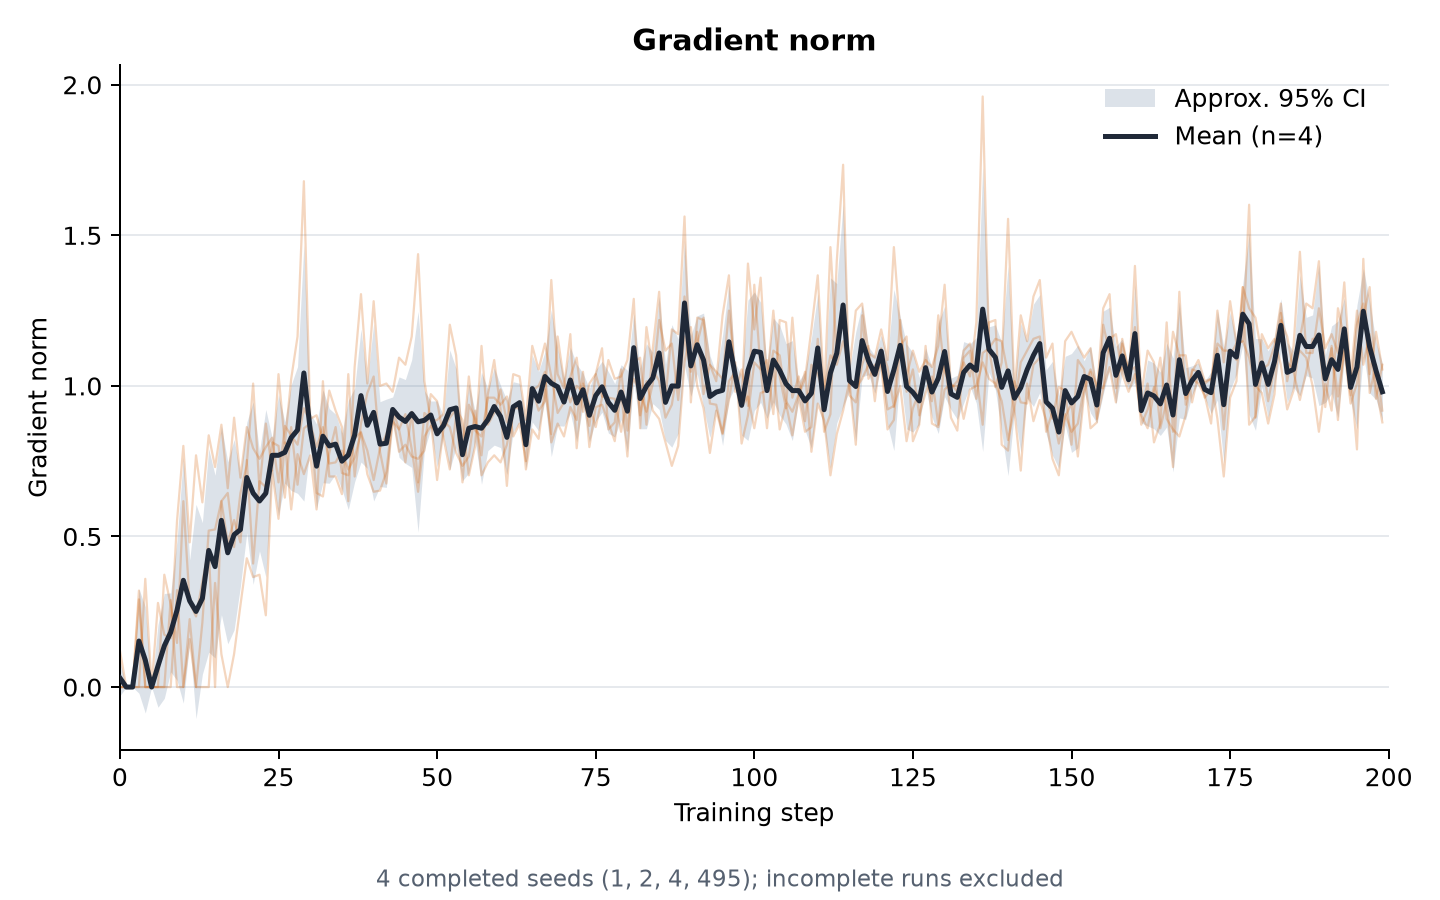 Gradient norm
2.0
1.5
1.0
0.5
0.0
Gradient norm
Approx. 95% CI
Mean (n=4)
0 25 50 75 100 125 150 175 200
Training step
4 completed seeds (1, 2, 4, 495); incomplete runs excluded